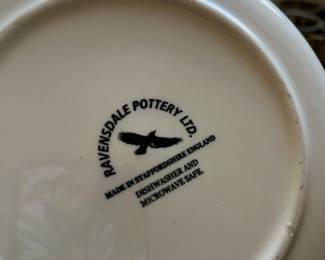 RAVENSDALE POTTERY LTD.
MADE IN STAFFORDSHIRE ENGLAND
DISHWASHER AND
MICROWAVE SAFE.